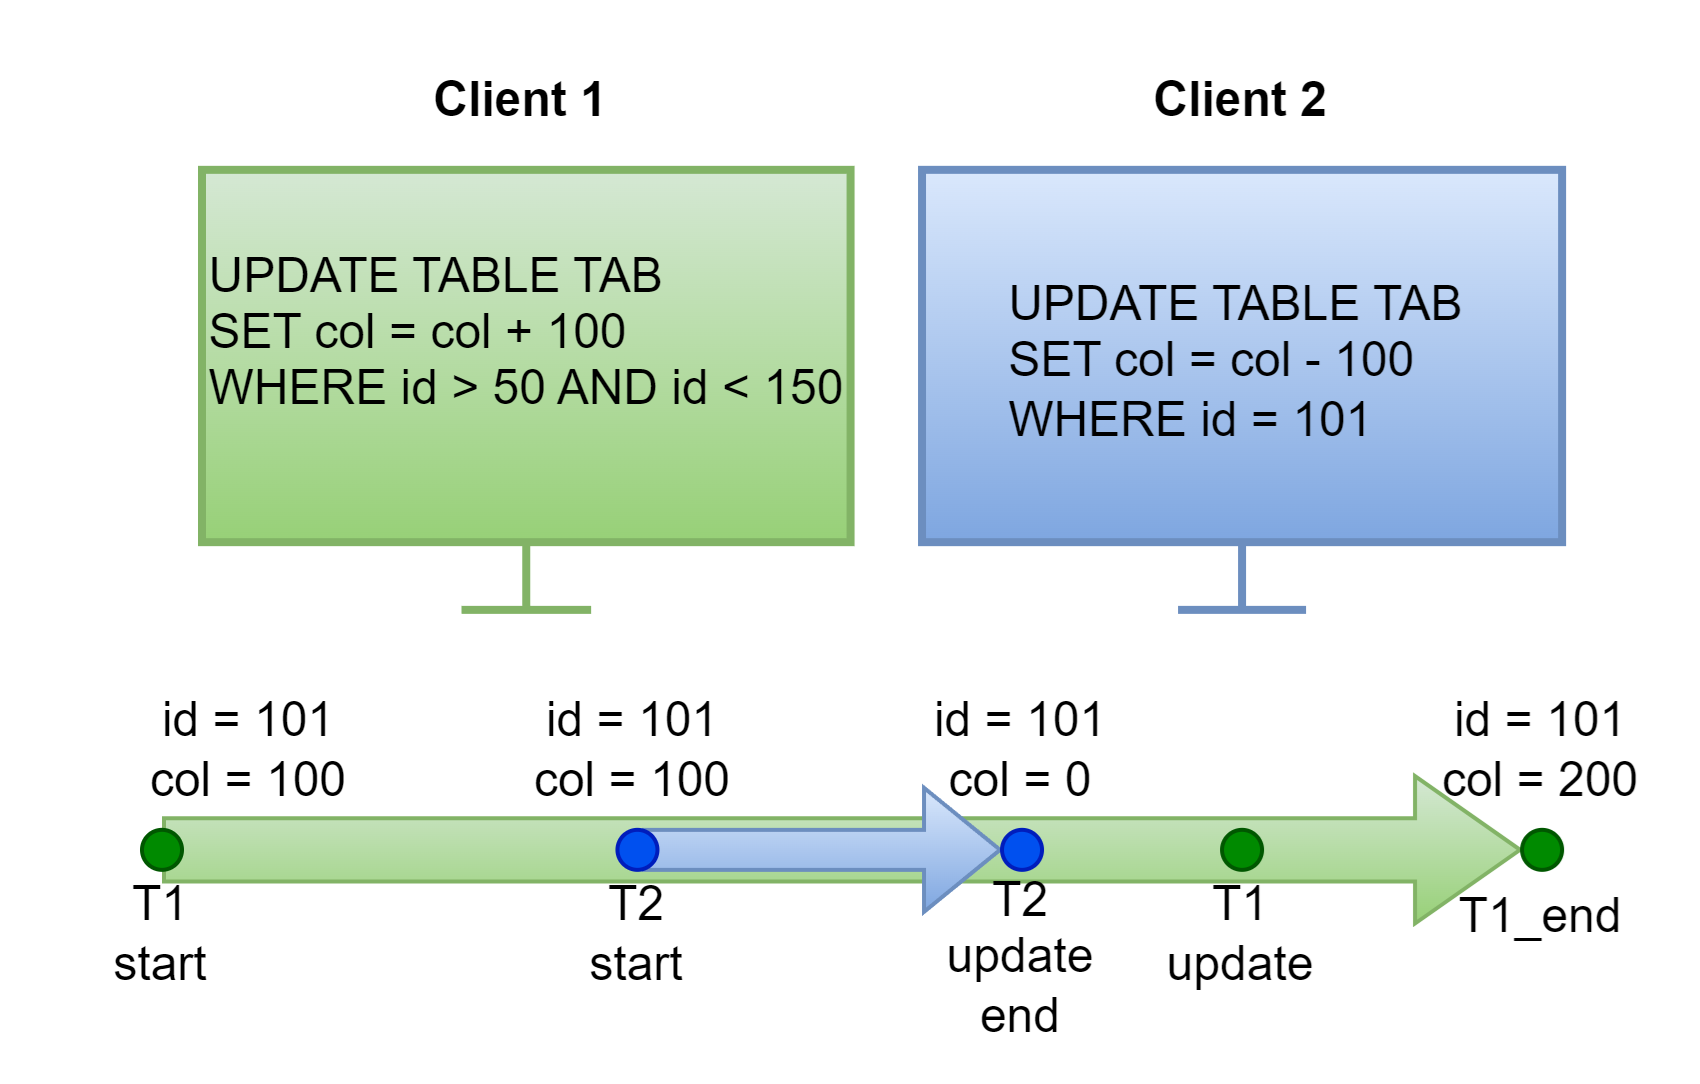 Client 1
Client 2
UPDATE TABLE TAB
SET col = col + 100
WHERE id > 50 AND id < 150
UPDATE TABLE TAB
SET col = col - 100
WHERE id = 101
id = 101
col = 100
id = 101
col = 100
id = 101
col = 0
id = 101
col = 200
T1
start
T2
start
T2
update
end
T1
update
T1_end